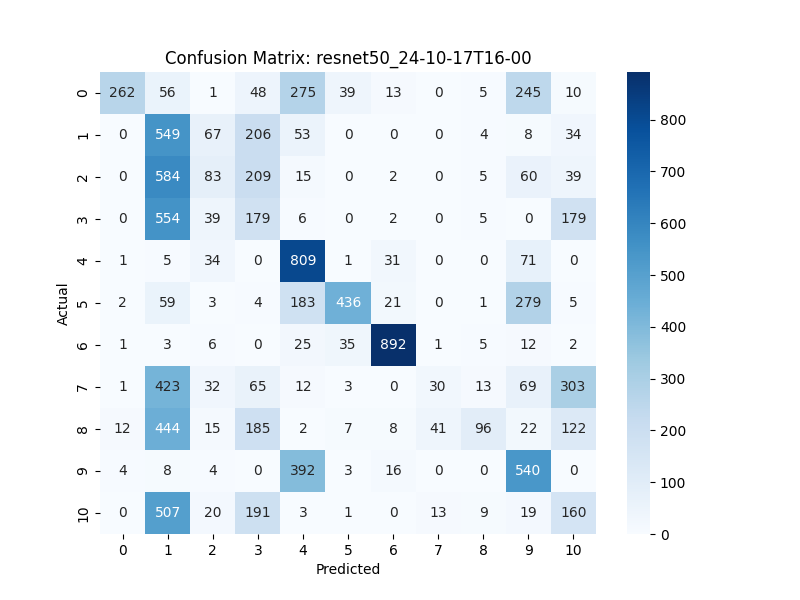 Confusion Matrix: resnet50_24-10-17T16-00
0 262 56 1 48 275 39 13 0 5 245 10
1 0 549 67 206 53 0 0 0 4 8 34
2 0 584 83 209 15 0 2 0 5 60 39
3 0 554 39 179 6 0 2 0 5 0 179
4 1 5 34 0 809 1 31 0 0 71 0
5 2 59 3 4 183 436 21 0 1 279 5
6 1 3 6 0 25 35 892 1 5 12 2
7 1 423 32 65 12 3 0 30 13 69 303
8 12 444 15 185 2 7 8 41 96 22 122
9 4 8 4 0 392 3 16 0 0 540 0
10 0 507 20 191 3 1 0 13 9 19 160
0 1 2 3 4 5 6 7 8 9 10
Predicted
Actual
800
700
600
500
400
300
200
100
0